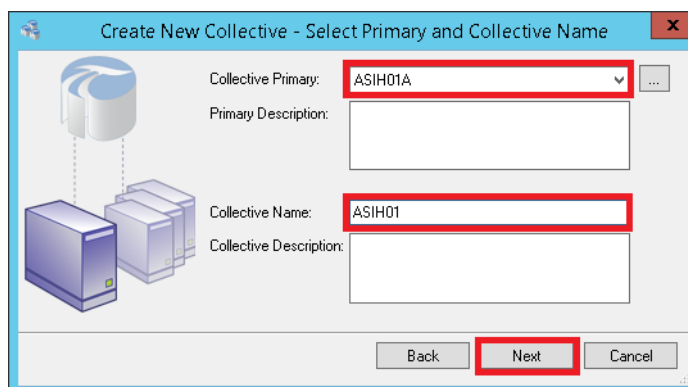 Create New Collective - Select Primary and Collective Name
x
Collective Primary: ASIH01A ...
Primary Description:
Collective Name: ASIH01
Collective Description:
Back Next Cancel